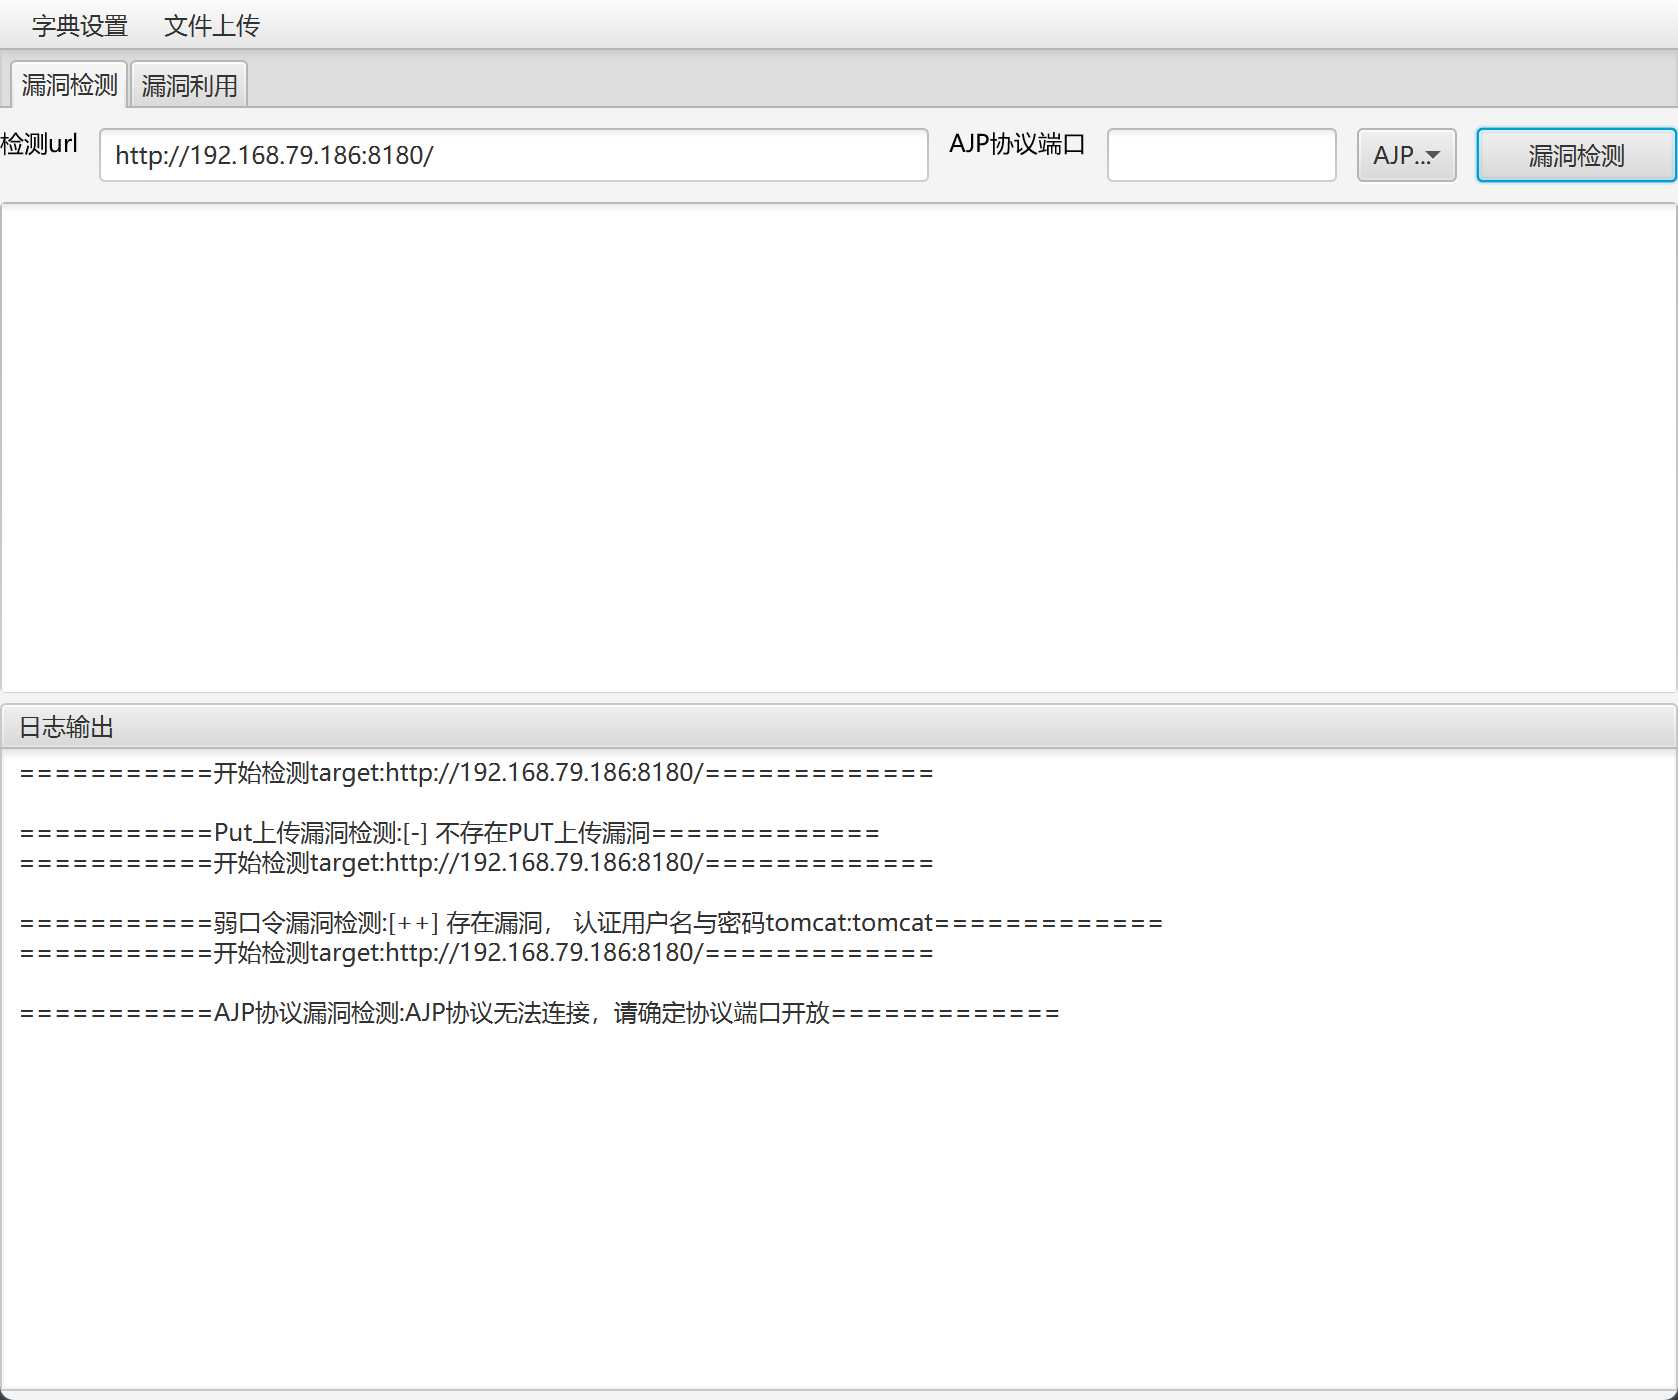 字典设置 文件上传
漏洞检测 漏洞利用
检测url http://192.168.79.186:8180/ AJP协议端口 AJP... 漏洞检测
日志输出
===========开始检测target:http://192.168.79.186:8180/=============
===========Put上传漏洞检测:[-] 不存在PUT上传漏洞=============
===========开始检测target:http://192.168.79.186:8180/=============
===========弱口令漏洞检测:[++] 存在漏洞， 认证用户名与密码tomcat:tomcat=============
===========开始检测target:http://192.168.79.186:8180/=============
===========AJP协议漏洞检测:AJP协议无法连接，请确定协议端口开放=============